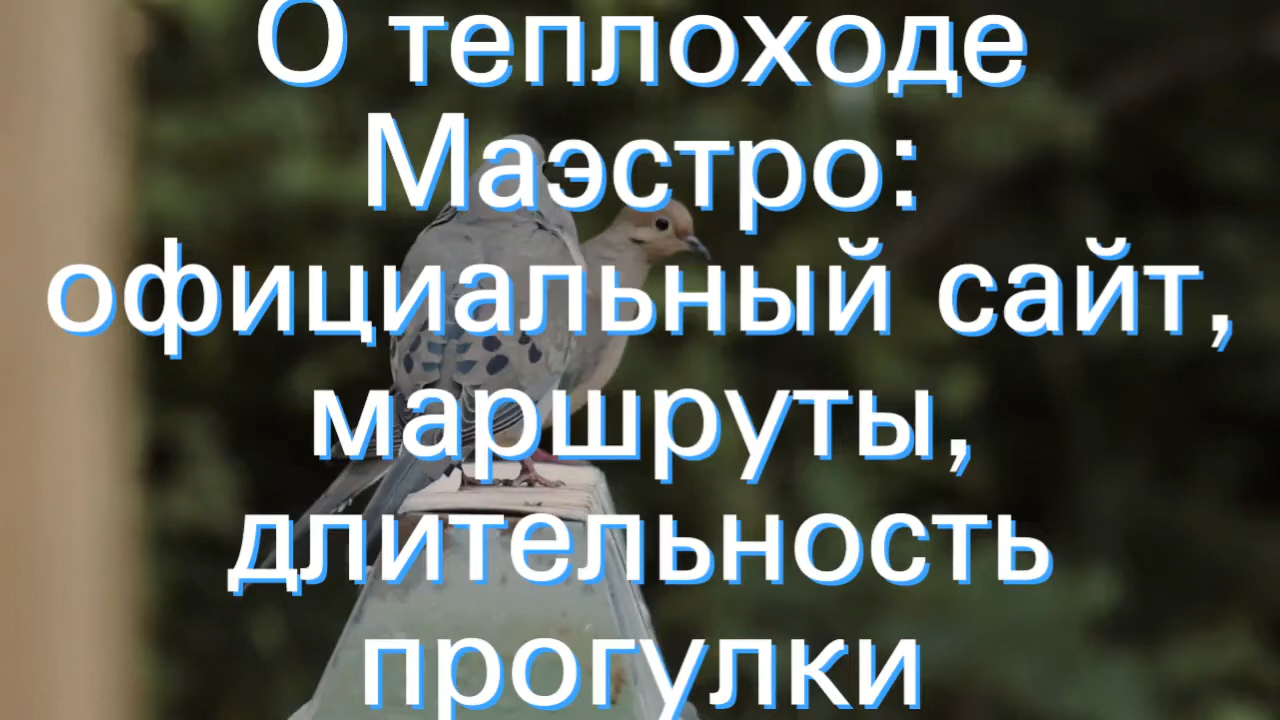 О теплоходе
Маэстро:
официальный сайт,
маршруты,
длительность
прогулки